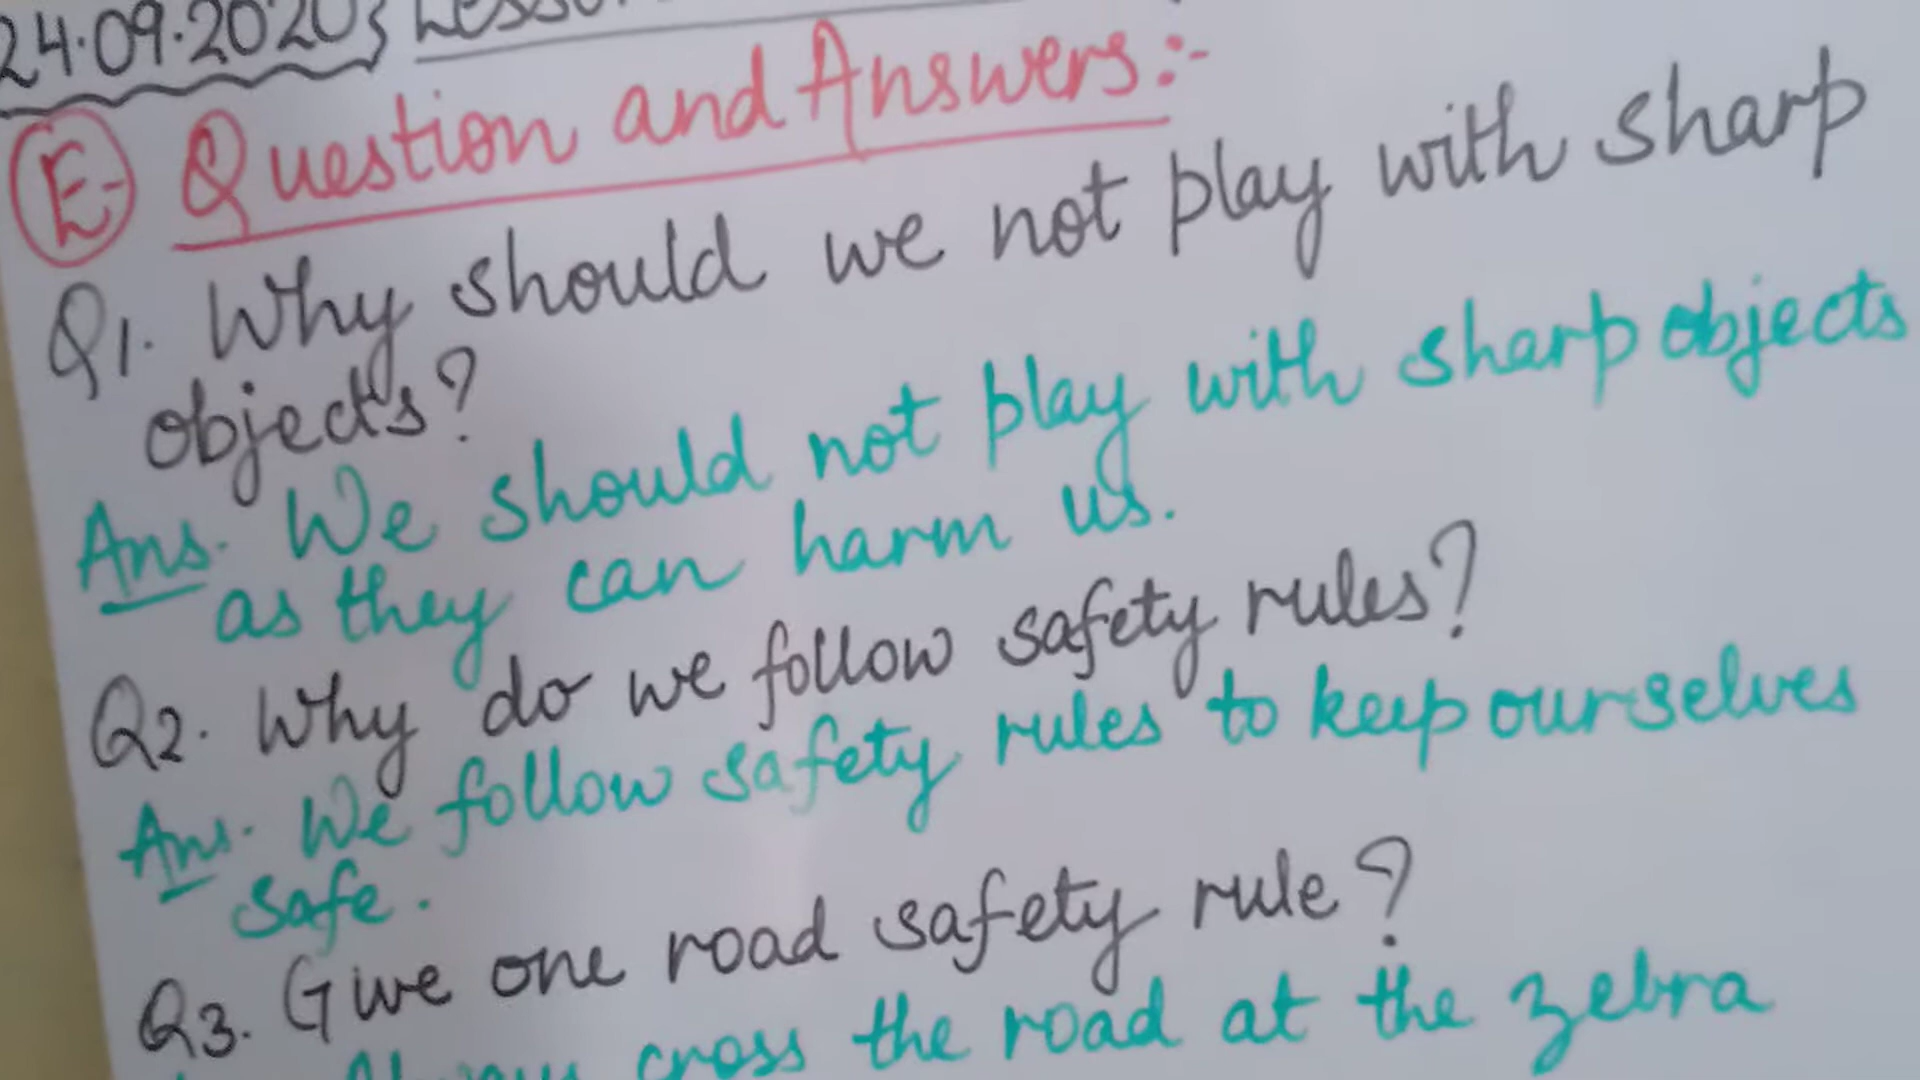 24.09.2020
E. Question and Answers:-
Q1. Why should we not play with sharp
objects?
Ans. We should not play with sharp objects
as they can harm us.
Q2. Why do we follow safety rules?
Ans. We follow safety rules to keep ourselves
safe.
Q3. Give one road safety rule?
Always cross the road at the zebra